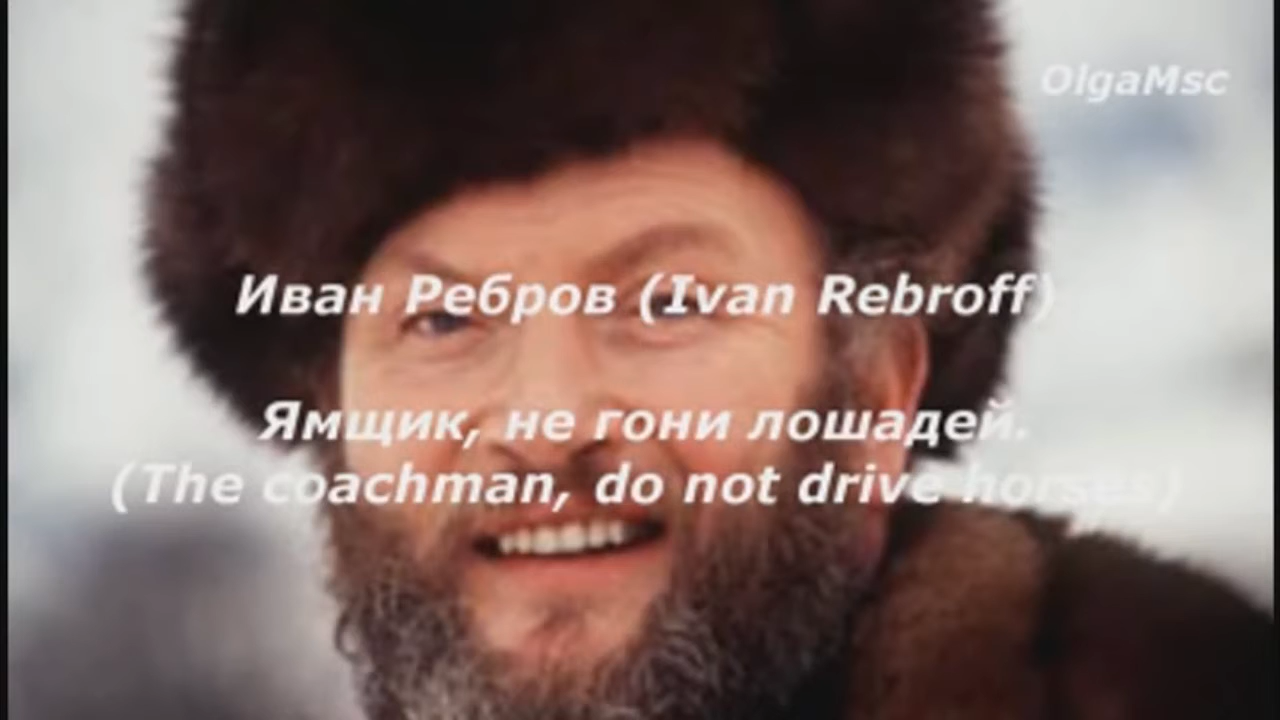 OlgaMsc
Иван Ребров (Ivan Rebroff)
Ямщик, не гони лошадей.
(The coachman, do not drive horses)